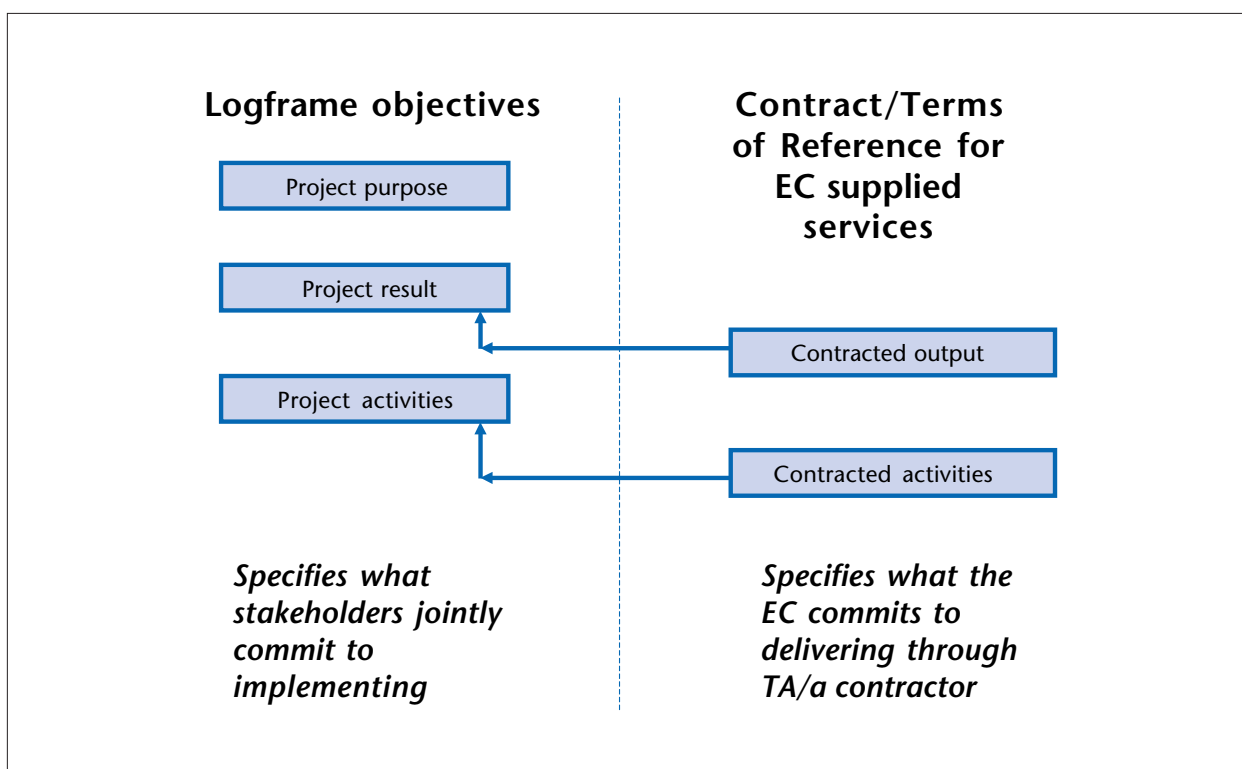 Logframe objectives
Project purpose
Project result
Project activities
Specifies what
stakeholders jointly
commit to
implementing
Contract/Terms
of Reference for
EC supplied
services
Contracted output
Contracted activities
Specifies what the
EC commits to
delivering through
TA/a contractor